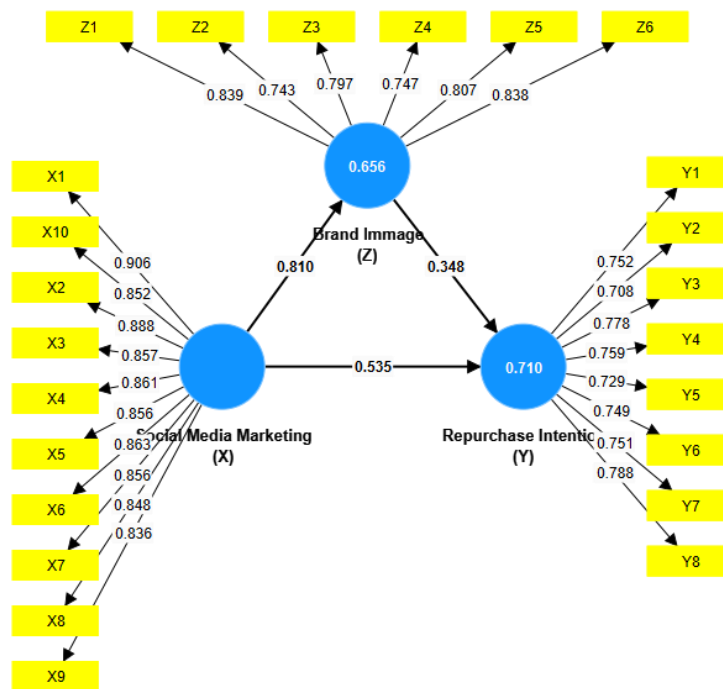 Z1
Z2
Z3
Z4
Z5
Z6
0.839
0.743
0.797
0.747
0.807
0.838
0.656
Brand Immage
(Z)
X1
X10
X2
X3
X4
X5
X6
X7
X8
X9
0.906
0.852
0.888
0.857
0.861
0.856
0.863
0.856
0.848
0.836
Social Media Marketing
(X)
0.810
0.348
0.535
0.710
Repurchase Intentic
(Y)
0.752
0.708
0.778
0.759
0.729
0.749
0.751
0.788
Y1
Y2
Y3
Y4
Y5
Y6
Y7
Y8